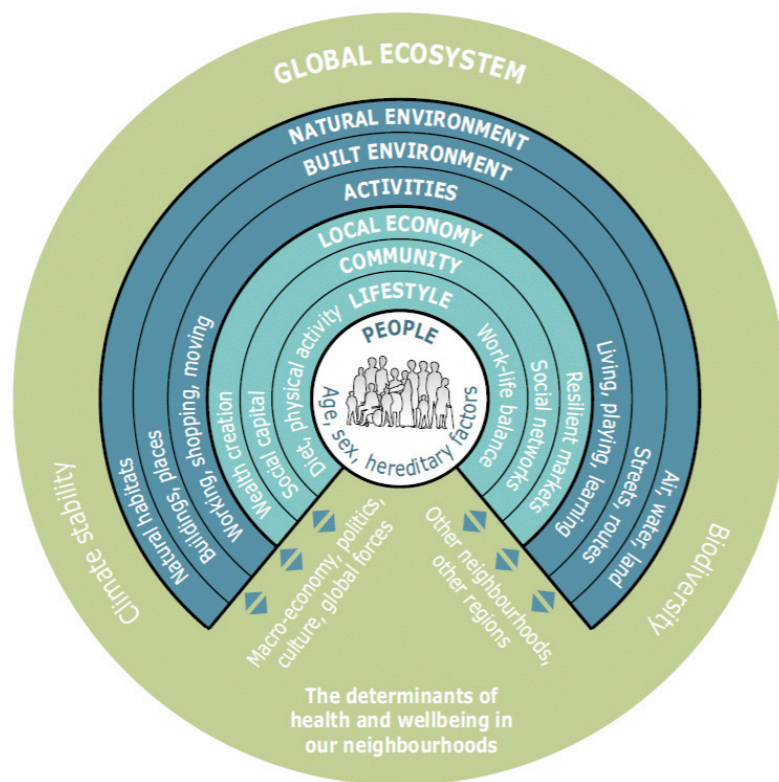 GLOBAL ECOSYSTEM
NATURAL ENVIRONMENT
BUILT ENVIRONMENT
ACTIVITIES
LOCAL ECONOMY
COMMUNITY
LIFESTYLE
PEOPLE
Age, sex, hereditary factors
Diet, physical activity
Social capital
Wealth creation
Working, shopping, moving
Buildings, places
Natural habitats
Climate stability
Work-life balance
Social networks
Resilient markets
Living, playing, learning
Streets, routes
Air, water, land
Biodiversity
Macro-economy, politics,
culture, global forces
Other neighbourhoods,
other regions
The determinants of
health and wellbeing in
our neighbourhoods